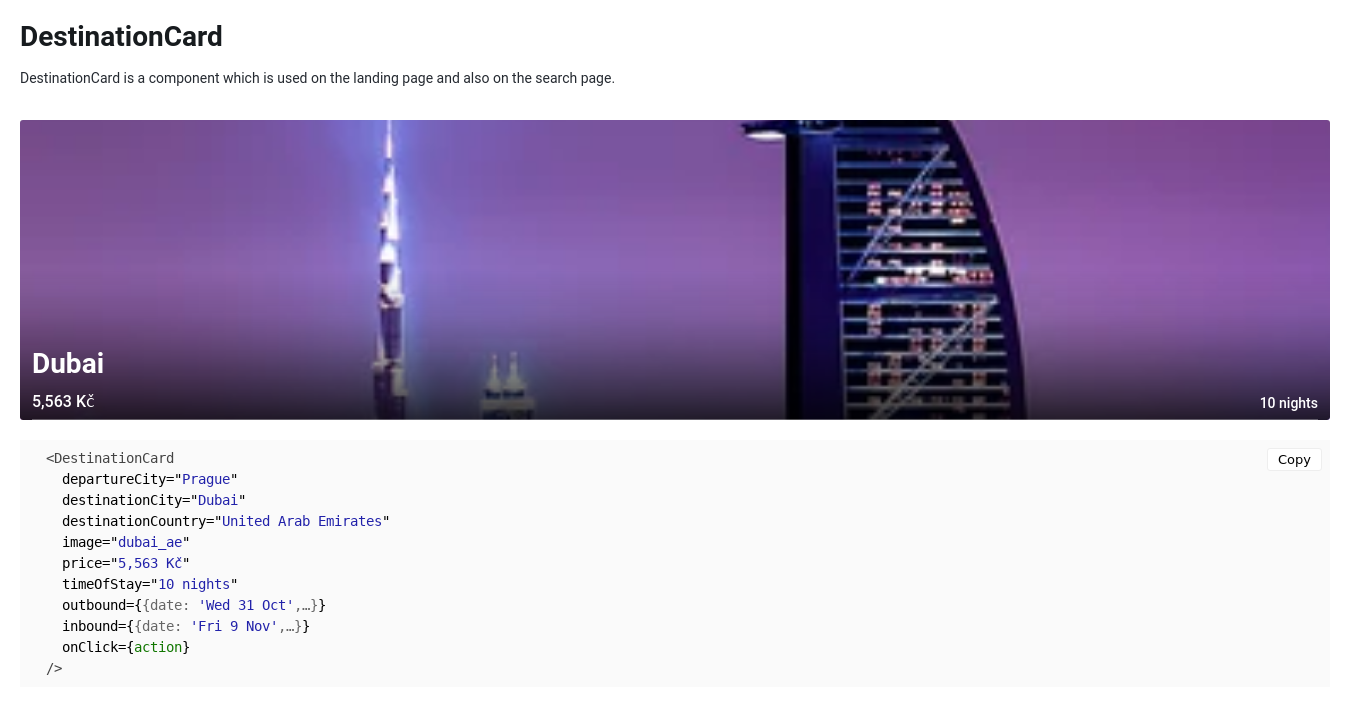 DestinationCard
DestinationCard is a component which is used on the landing page and also on the search page.
Dubai
5,563 Kč
10 nights
<DestinationCard
Copy
departureCity="Prague"
destinationCity="Dubai"
destinationCountry="United Arab Emirates"
image="dubai_ae"
price="5,563 Kč"
timeOfStay="10 nights"
outbound={{date: 'Wed 31 Oct',…}}
inbound={{date: 'Fri 9 Nov',…}}
onClick={action}
/>